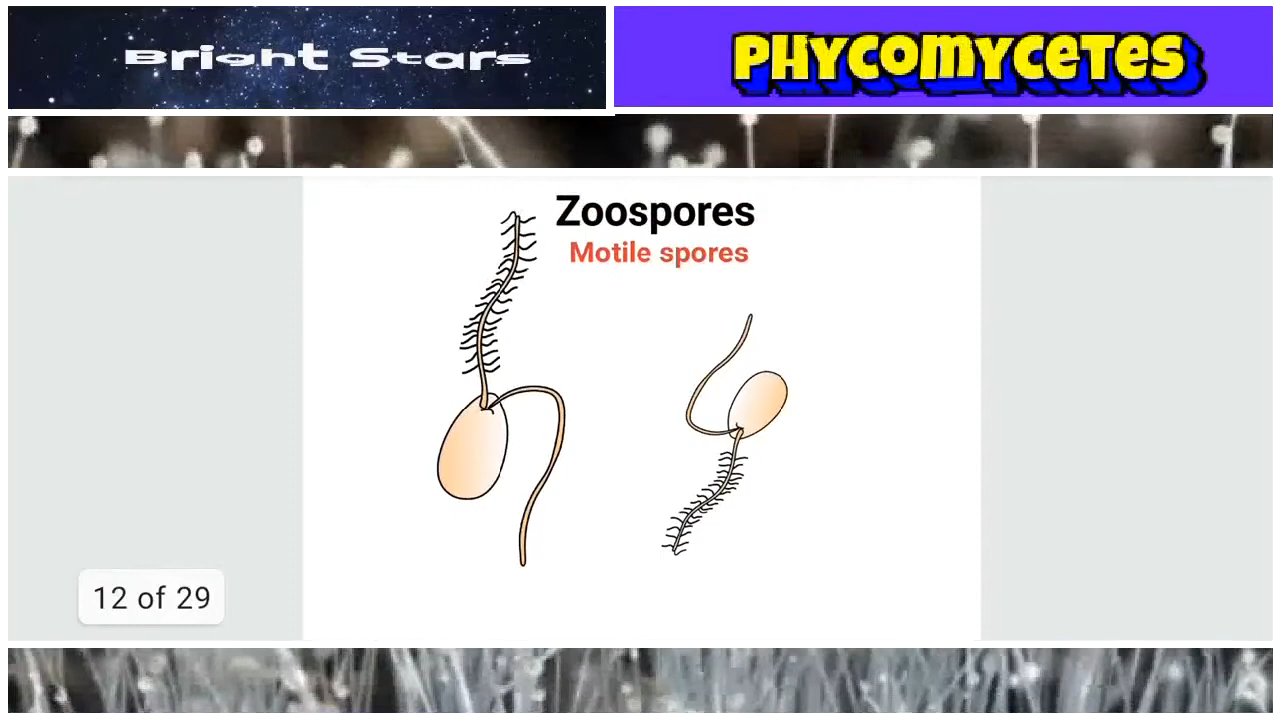 Bright Stars
PHYCOMYCETES
Zoospores
Motile spores
12 of 29